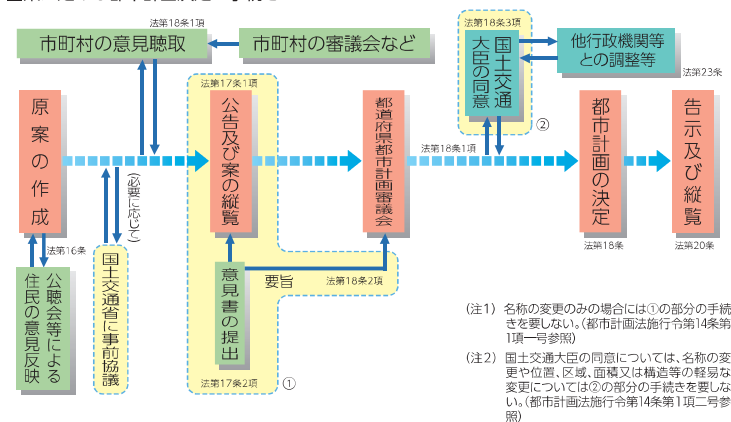 法第18条1項
市町村の意見聴取
市町村の審議会など
法第18条3項
国土交通
大臣の同意
他行政機関等
との調整等
法第23条
②
原案の作成
法第17条1項
公告及び案の縦覧
都道府県都市計画審議会
法第18条1項
都市計画の決定
法第18条
告示及び縦覧
法第20条
(必要に応じて)
法第16条
公聴会等による
住民の意見反映
国土交通省に事前協議
意見書の提出
要旨
法第18条2項
法第17条2項
①
(注1) 名称の変更のみの場合には①の部分の手続
きを要しない。(都市計画法施行令第14条第
1項一号参照)
(注2) 国土交通大臣の同意については、名称の変
更や位置、区域、面積又は構造等の軽易な
変更については②の部分の手続きを要しな
い。(都市計画法施行令第14条第1項二号参
照)